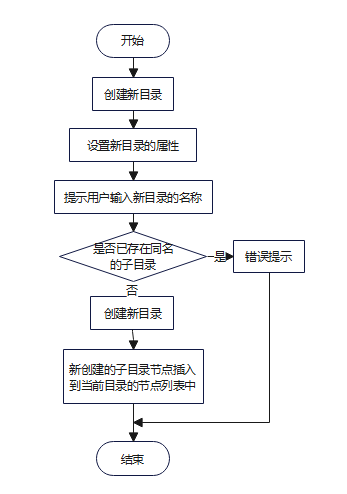 开始
创建新目录
设置新目录的属性
提示用户输入新目录的名称
是否已存在同名
的子目录
是
错误提示
否
创建新目录
新创建的子目录节点插入
到当前目录的节点列表中
结束